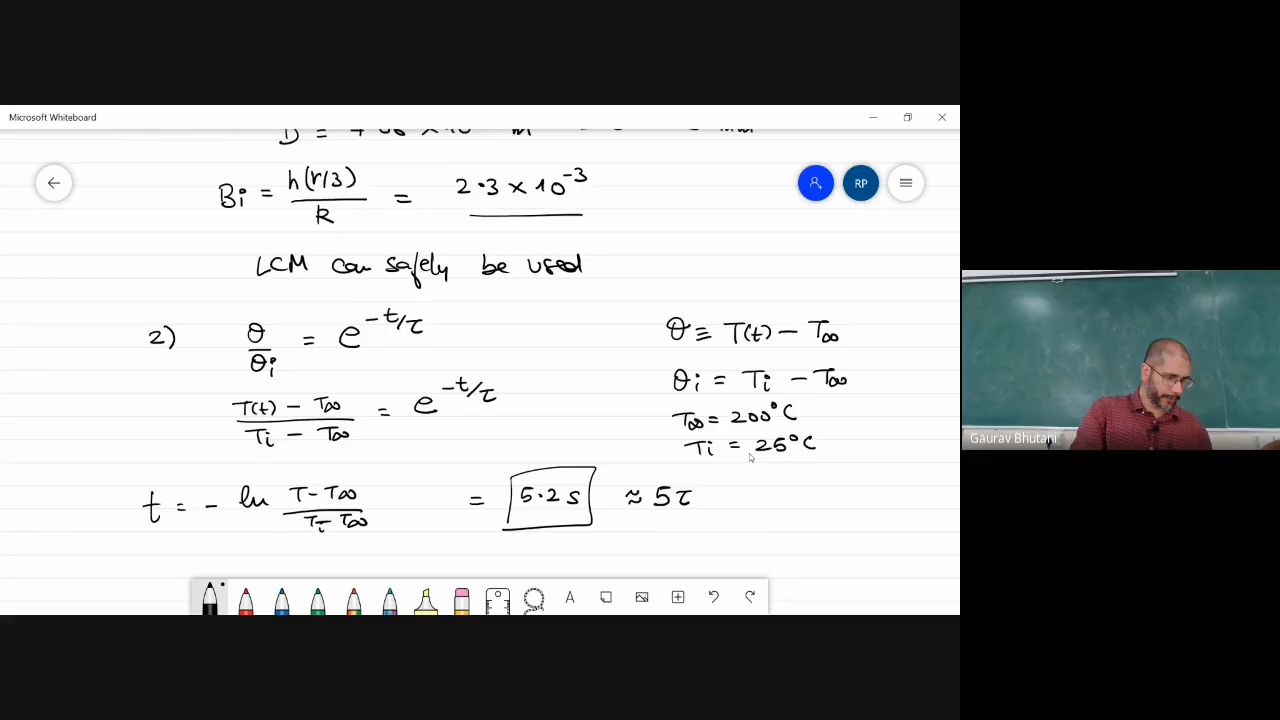 Microsoft Whiteboard
RP
Bi = h(r/3) / k = 2.3 × 10⁻³
LCM can safely be used
2) θ/θi = e^(-t/τ)
θ ≡ T(t) - T∞
θi = Ti - T∞
(T(t) - T∞) / (Ti - T∞) = e^(-t/τ)
T∞ = 200°C
Ti = 25°C
t = - ln (T - T∞) / (Ti - T∞) = 5.2 s ≈ 5τ
Gaurav Bhutani
A